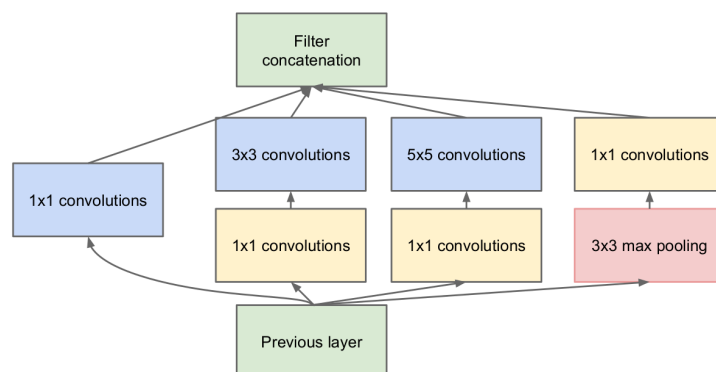 Filter
concatenation
3x3 convolutions
5x5 convolutions
1x1 convolutions
1x1 convolutions
1x1 convolutions
1x1 convolutions
3x3 max pooling
Previous layer